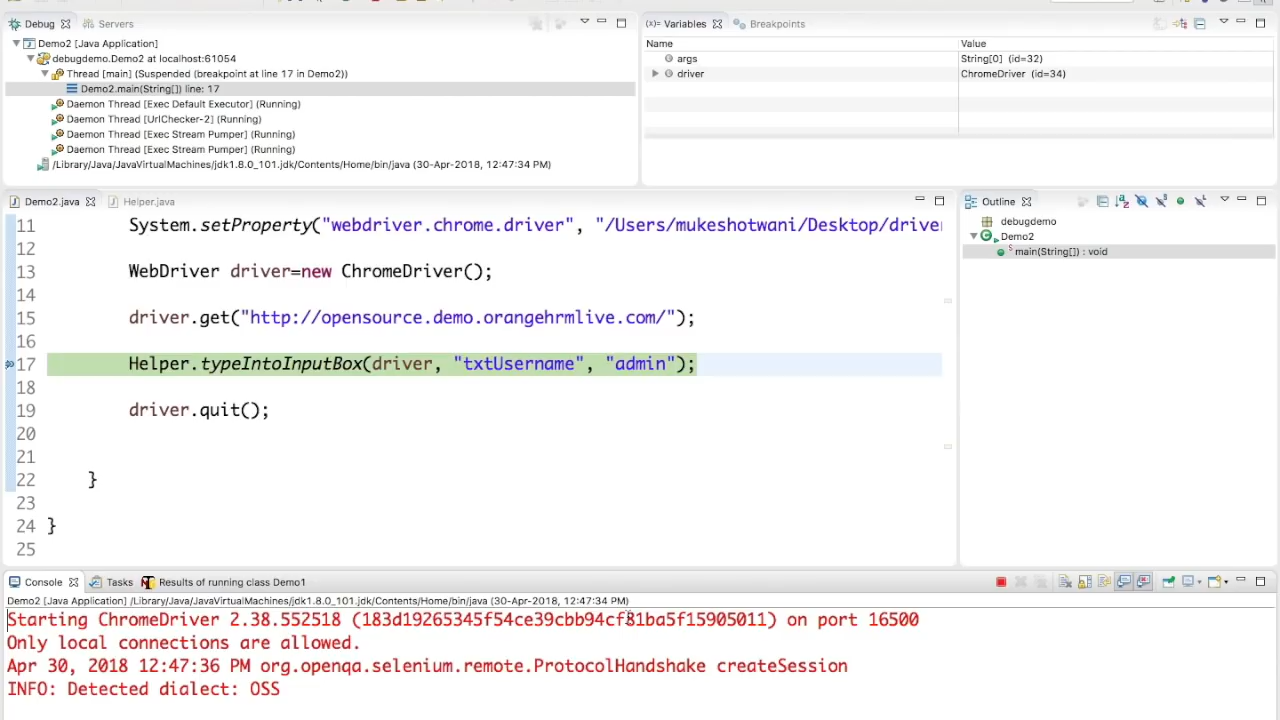 Debug
Servers
Demo2 [Java Application]
debugdemo.Demo2 at localhost:61054
Thread [main] (Suspended (breakpoint at line 17 in Demo2))
Demo2.main(String[]) line: 17
Daemon Thread [Exec Default Executor] (Running)
Daemon Thread [UrlChecker-2] (Running)
Daemon Thread [Exec Stream Pumper] (Running)
Daemon Thread [Exec Stream Pumper] (Running)
/Library/Java/JavaVirtualMachines/jdk1.8.0_101.jdk/Contents/Home/bin/java (30-Apr-2018, 12:47:34 PM)
(x)= Variables
Breakpoints
Name Value
args String[0] (id=32)
driver ChromeDriver (id=34)
Demo2.java
Helper.java
11 System.setProperty("webdriver.chrome.driver", "/Users/mukeshotwani/Desktop/driver
12
13 WebDriver driver=new ChromeDriver();
14
15 driver.get("http://opensource.demo.orangehrmlive.com/");
16
17 Helper.typeIntoInputBox(driver, "txtUsername", "admin");
18
19 driver.quit();
20
21
22 }
23
24 }
25
Outline
debugdemo
Demo2
main(String[]) : void
Console
Tasks
Results of running class Demo1
Demo2 [Java Application] /Library/Java/JavaVirtualMachines/jdk1.8.0_101.jdk/Contents/Home/bin/java (30-Apr-2018, 12:47:34 PM)
Starting ChromeDriver 2.38.552518 (183d19265345f54ce39cbb94cf81ba5f15905011) on port 16500
Only local connections are allowed.
Apr 30, 2018 12:47:36 PM org.openqa.selenium.remote.ProtocolHandshake createSession
INFO: Detected dialect: OSS